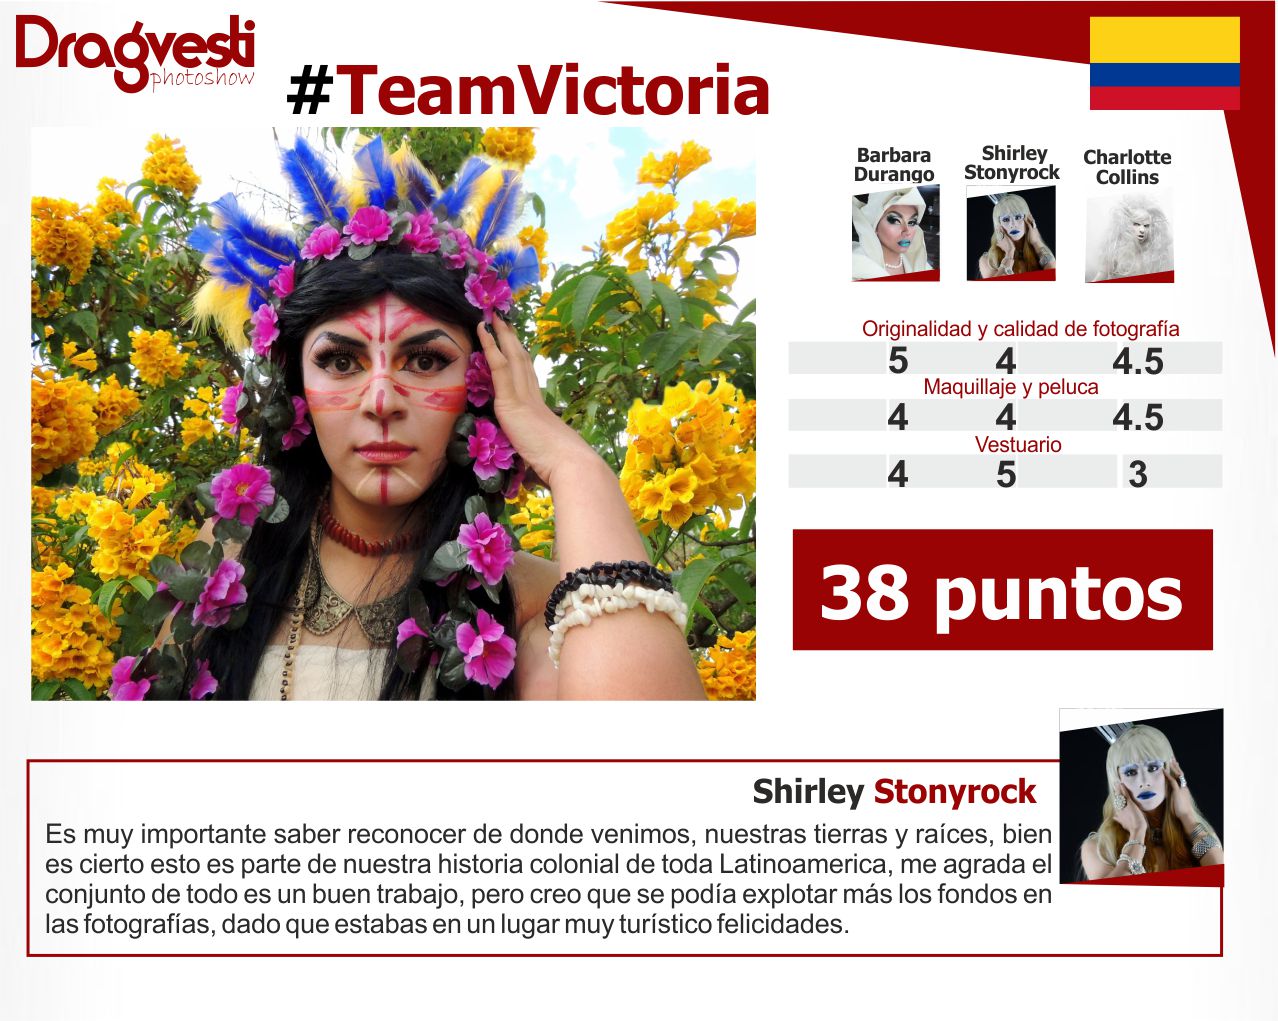 Dragvesti
photoshow
#TeamVictoria
Barbara
Durango
Shirley
Stonyrock
Charlotte
Collins
Originalidad y calidad de fotografía
5 4 4.5
Maquillaje y peluca
4 4 4.5
Vestuario
4 5 3
38 puntos
Shirley Stonyrock
Es muy importante saber reconocer de donde venimos, nuestras tierras y raíces, bien
es cierto esto es parte de nuestra historia colonial de toda Latinoamerica, me agrada el
conjunto de todo es un buen trabajo, pero creo que se podía explotar más los fondos en
las fotografías, dado que estabas en un lugar muy turístico felicidades.